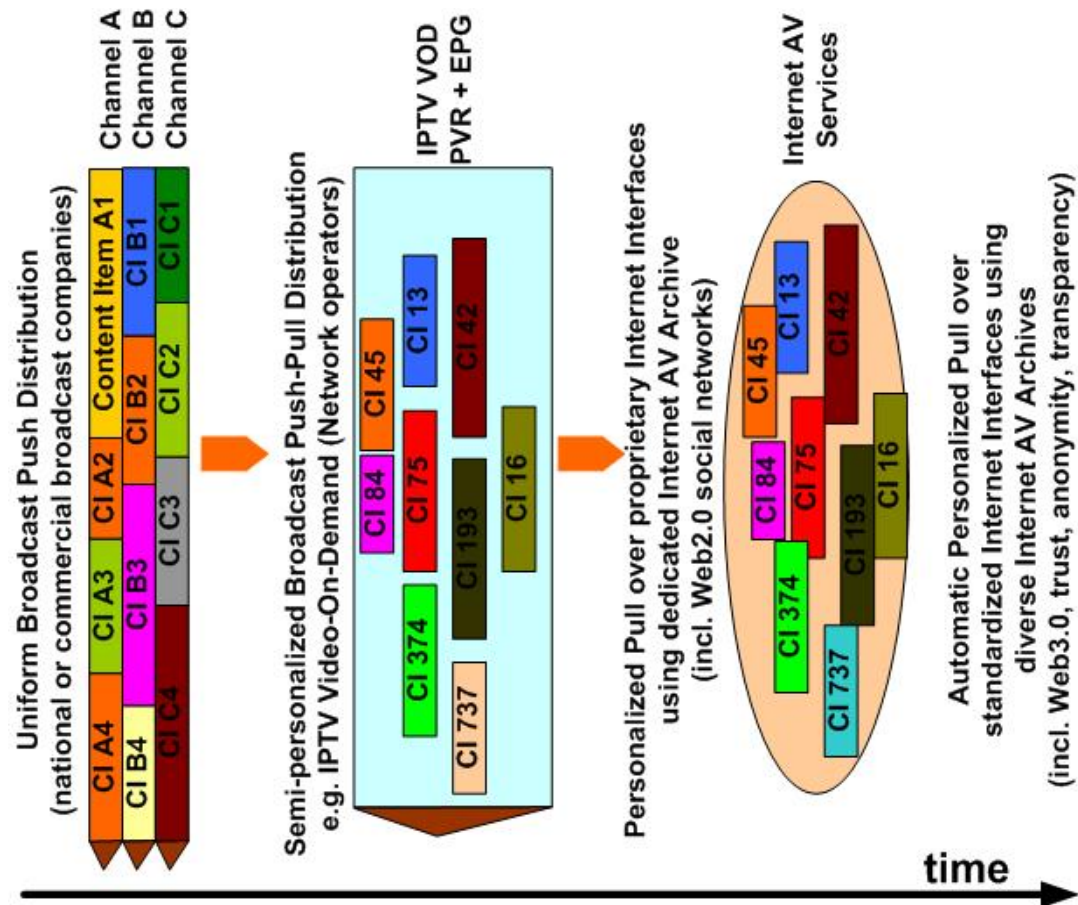 Uniform Broadcast Push Distribution
(national or commercial broadcast companies)
CI A4
CI A3
CI A2
Content Item A1
Channel A
CI B4
CI B3
CI B2
CI B1
Channel B
CI C4
CI C3
CI C2
CI C1
Channel C
Semi-personalized Broadcast Push-Pull Distribution
e.g. IPTV Video-On-Demand (Network operators)
CI 84
CI 45
CI 374
CI 75
CI 13
CI 737
CI 193
CI 42
CI 16
IPTV VOD
PVR + EPG
Personalized Pull over proprietary Internet Interfaces
using dedicated Internet AV Archive
(incl. Web2.0 social networks)
CI 45
CI 84
CI 374
CI 13
CI 75
CI 737
CI 42
CI 193
CI 16
Internet AV
Services
Automatic Personalized Pull over
standardized Internet Interfaces using
diverse Internet AV Archives
(incl. Web3.0, trust, anonymity, transparency)
time